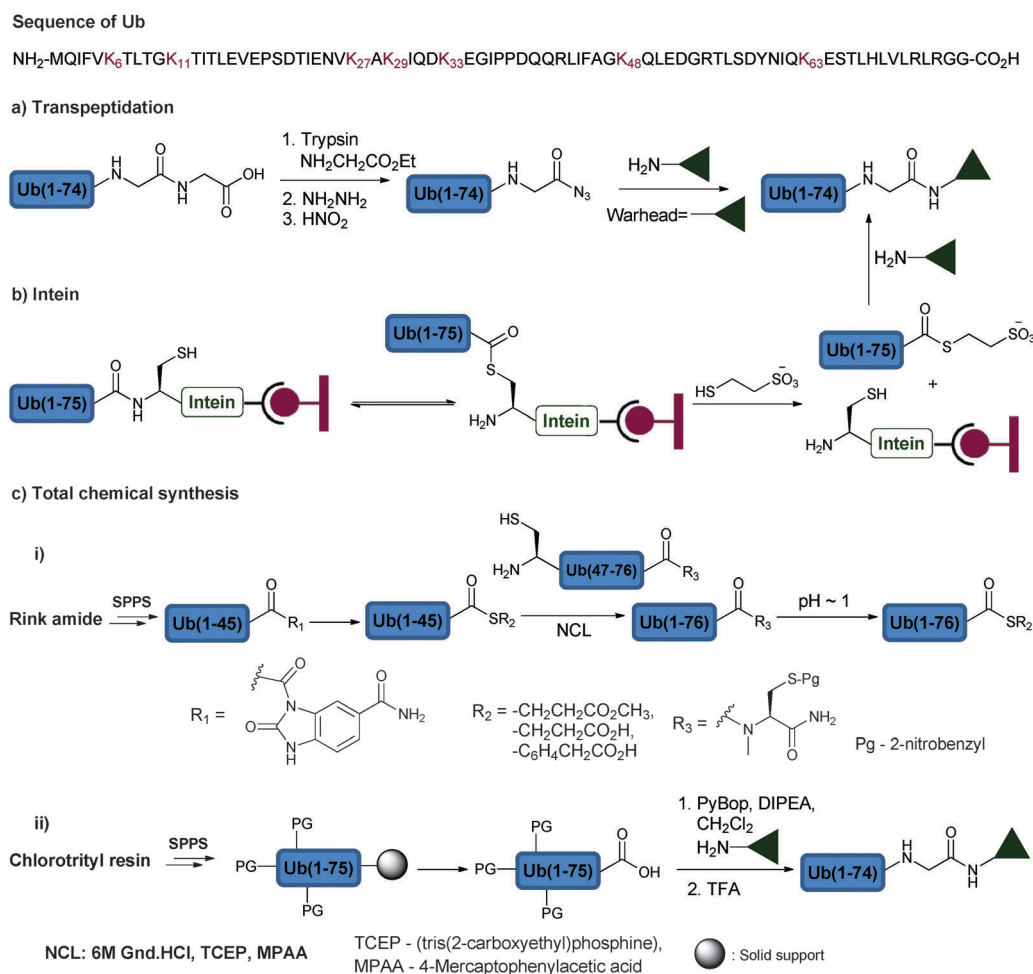 Sequence of Ub
NH2-MQIFVK6TLTGK11TITLEVEPSDTIENVK27AK29IQDK33EGIPPDQQRLIFAGK48QLEDGRTLSDYNIQK63ESTLHLVLRLRGG-CO2H
a) Transpeptidation
Ub(1-74)
H
N
O
N
H
O
OH
1. Trypsin
NH2CH2CO2Et
2. NH2NH2
3. HNO2
Ub(1-74)
H
N
O
N3
H2N
Warhead=
Ub(1-74)
H
N
O
N
H
H2N
b) Intein
Ub(1-75)
O
N
H
SH
Intein
Ub(1-75)
O
S
H2N
Intein
HS
SO3−
Ub(1-75)
O
S
SO3−
+
SH
H2N
Intein
c) Total chemical synthesis
i)
Rink amide
SPPS
Ub(1-45)
O
R1
Ub(1-45)
O
SR2
HS
H2N
Ub(47-76)
O
R3
NCL
Ub(1-76)
O
R3
pH ~ 1
Ub(1-76)
O
SR2
R1 =
O
N
O
N
H
O
NH2
R2 = -CH2CH2CO2CH3,
-CH2CH2CO2H,
-C6H4CH2CO2H
R3 =
S-Pg
N
NH2
O
Pg - 2-nitrobenzyl
ii)
Chlorotrityl resin
SPPS
PG
PG
Ub(1-75)
PG
PG
PG
Ub(1-75)
PG
O
OH
1. PyBop, DIPEA,
CH2Cl2
H2N
2. TFA
Ub(1-74)
H
N
O
N
H
NCL: 6M Gnd.HCl, TCEP, MPAA
TCEP - (tris(2-carboxyethyl)phosphine),
MPAA - 4-Mercaptophenylacetic acid
: Solid support